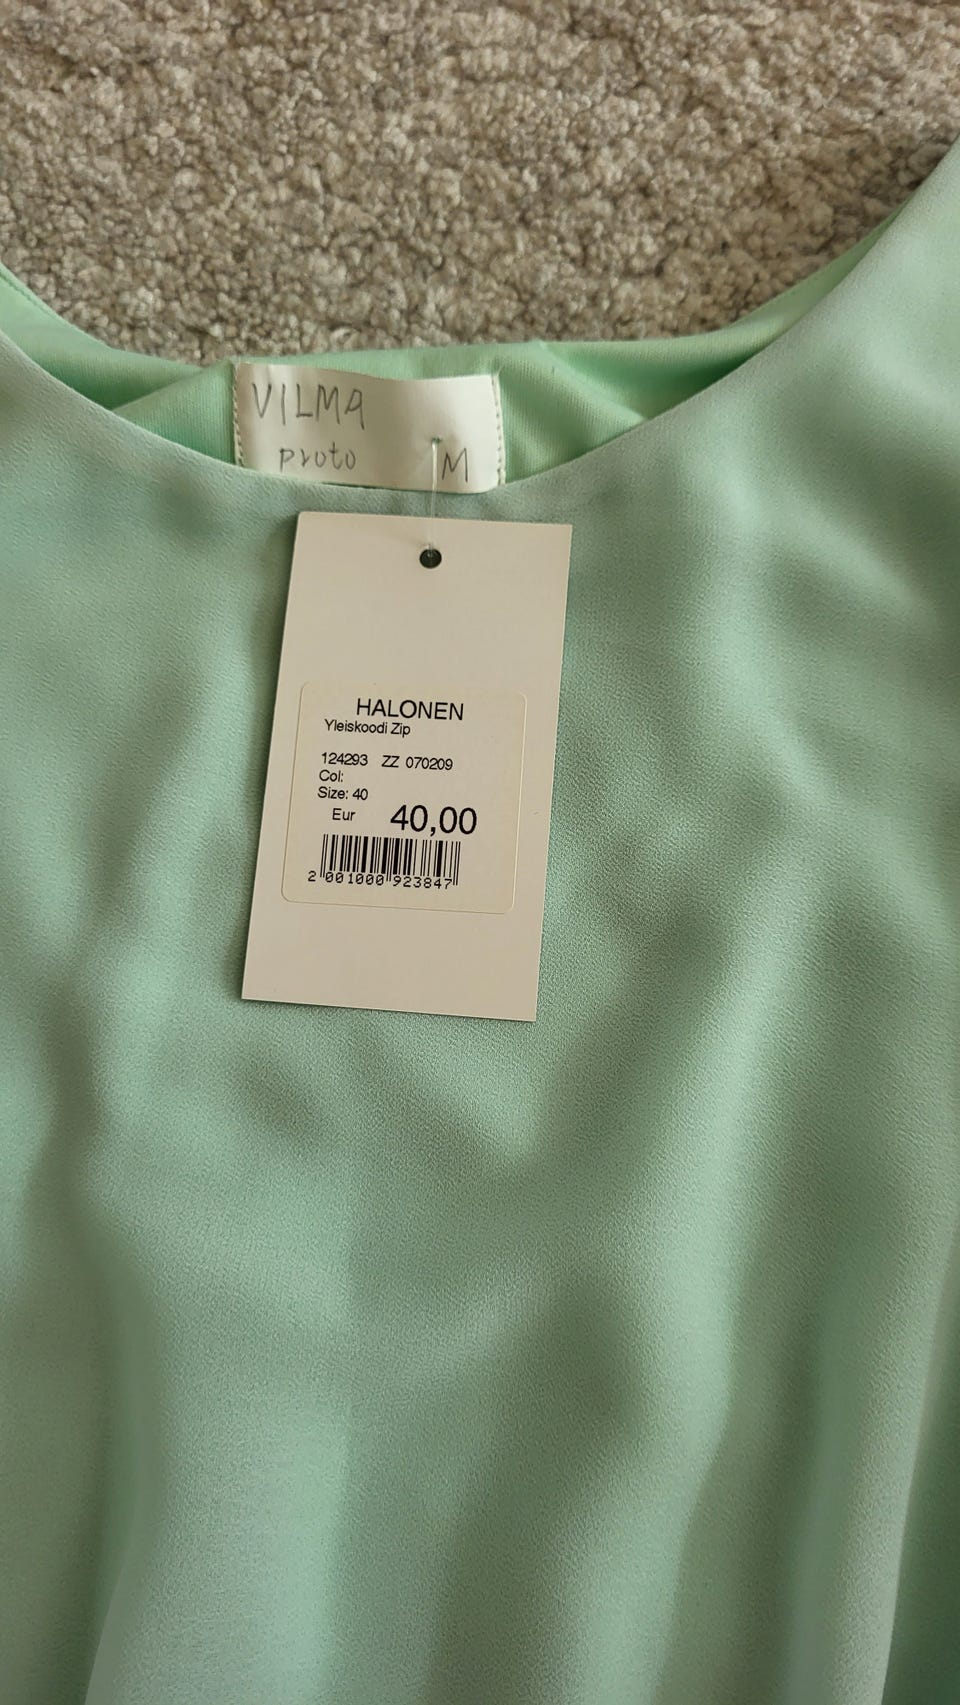 VILMA
proto M
HALONEN
Yleiskoodi Zip
124293 ZZ 070209
Col:
Size: 40
Eur 40,00
2 001000 923847